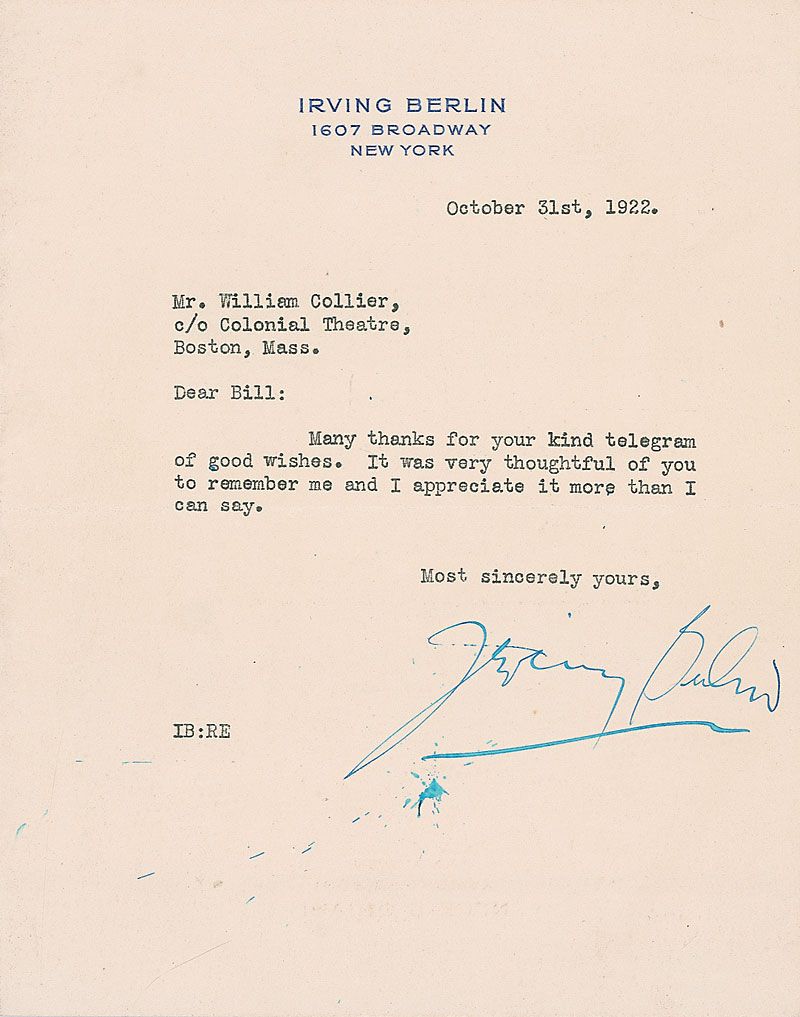 IRVING BERLIN
1607 BROADWAY
NEW YORK
October 31st, 1922.
Mr. William Collier,
c/o Colonial Theatre,
Boston, Mass.
Dear Bill:
Many thanks for your kind telegram
of good wishes. It was very thoughtful of you
to remember me and I appreciate it more than I
can say.
Most sincerely yours,
Irving Berlin
IB:RE